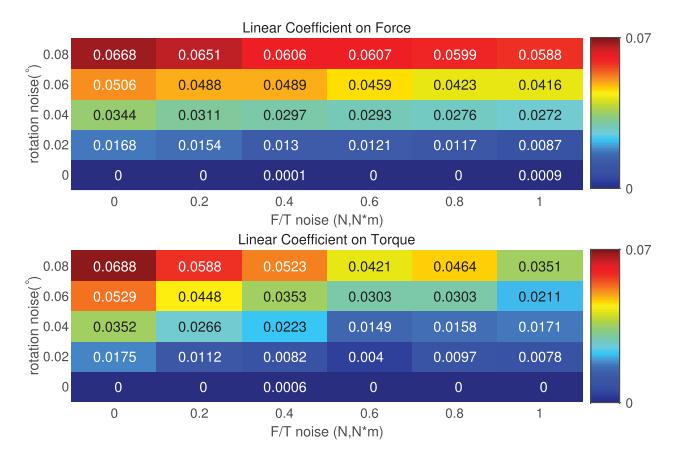 Linear Coefficient on Force
0.08 0.0668 0.0651 0.0606 0.0607 0.0599 0.0588 0.07
0.06 0.0506 0.0488 0.0489 0.0459 0.0423 0.0416
0.04 0.0344 0.0311 0.0297 0.0293 0.0276 0.0272
0.02 0.0168 0.0154 0.013 0.0121 0.0117 0.0087
0 0 0 0.0001 0 0 0.0009 0
rotation noise(°)
0 0.2 0.4 0.6 0.8 1
F/T noise (N,N*m)
Linear Coefficient on Torque
0.08 0.0688 0.0588 0.0523 0.0421 0.0464 0.0351 0.07
0.06 0.0529 0.0448 0.0353 0.0303 0.0303 0.0211
0.04 0.0352 0.0266 0.0223 0.0149 0.0158 0.0171
0.02 0.0175 0.0112 0.0082 0.004 0.0097 0.0078
0 0 0 0.0006 0 0 0 0
rotation noise(°)
0 0.2 0.4 0.6 0.8 1
F/T noise (N,N*m)